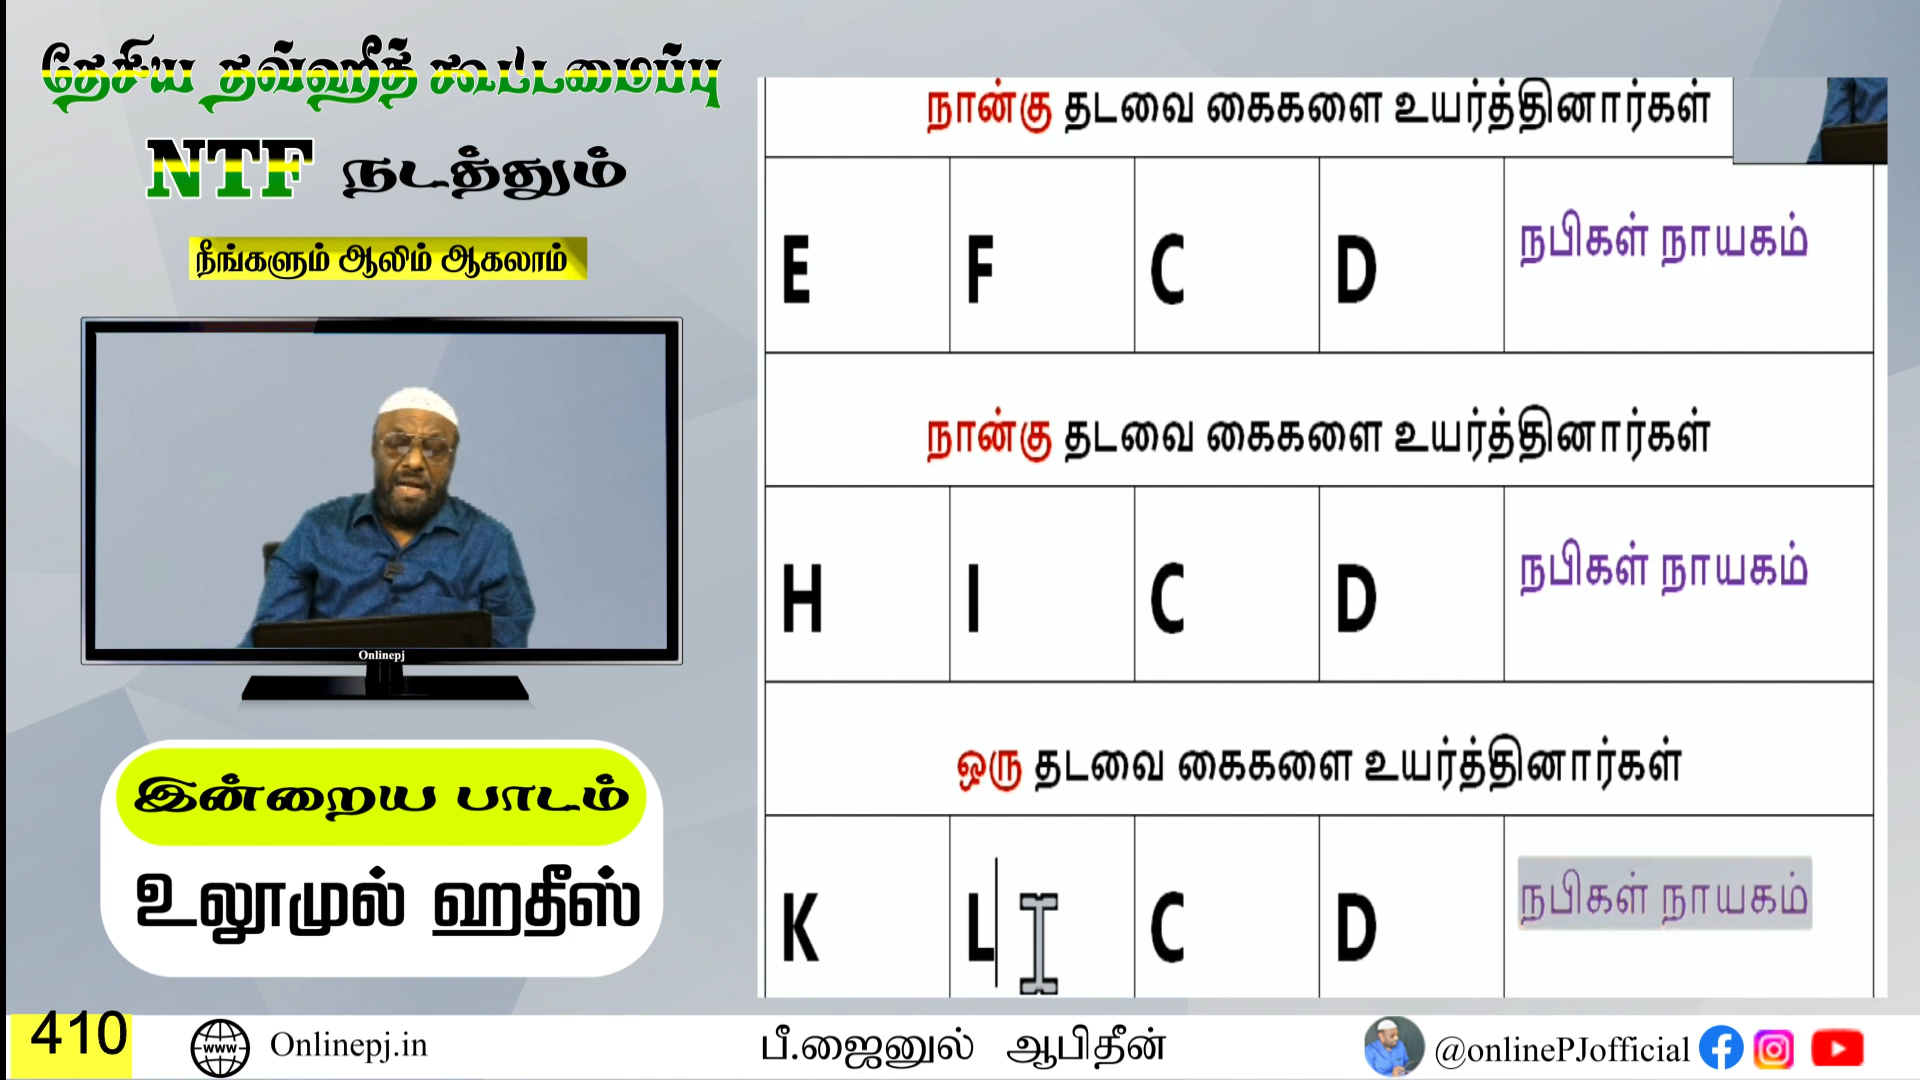 தேசிய தவ்ஹீத் கூட்டமைப்பு
NTF நடத்தும்
நீங்களும் ஆலிம் ஆகலாம்
Onlinepj
இன்றைய பாடம்
உலூமுல் ஹதீஸ்
நான்கு தடவை கைகளை உயர்த்தினார்கள்
E F C D நபிகள் நாயகம்
நான்கு தடவை கைகளை உயர்த்தினார்கள்
H I C D நபிகள் நாயகம்
ஒரு தடவை கைகளை உயர்த்தினார்கள்
K L C D நபிகள் நாயகம்
410 www Onlinepj.in பீ.ஜைனுல் ஆபிதீன் @onlinePJofficial